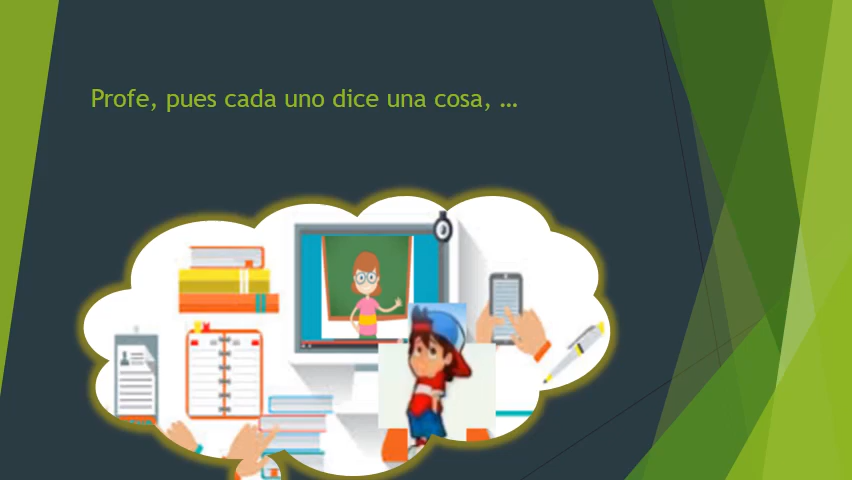 Profe, pues cada uno dice una cosa, …